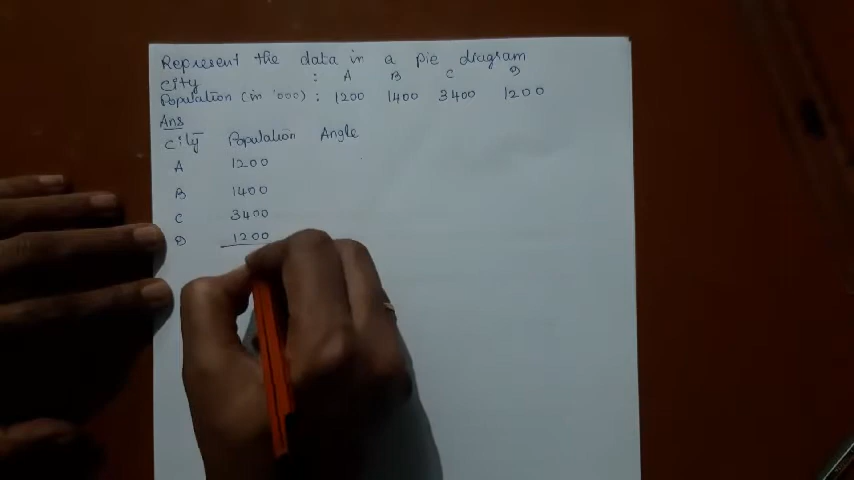 Represent the data in a pie diagram
City : A B C D
Population (in '000) : 1200 1400 3400 1200
Ans
City Population Angle
A 1200
B 1400
C 3400
D 1200